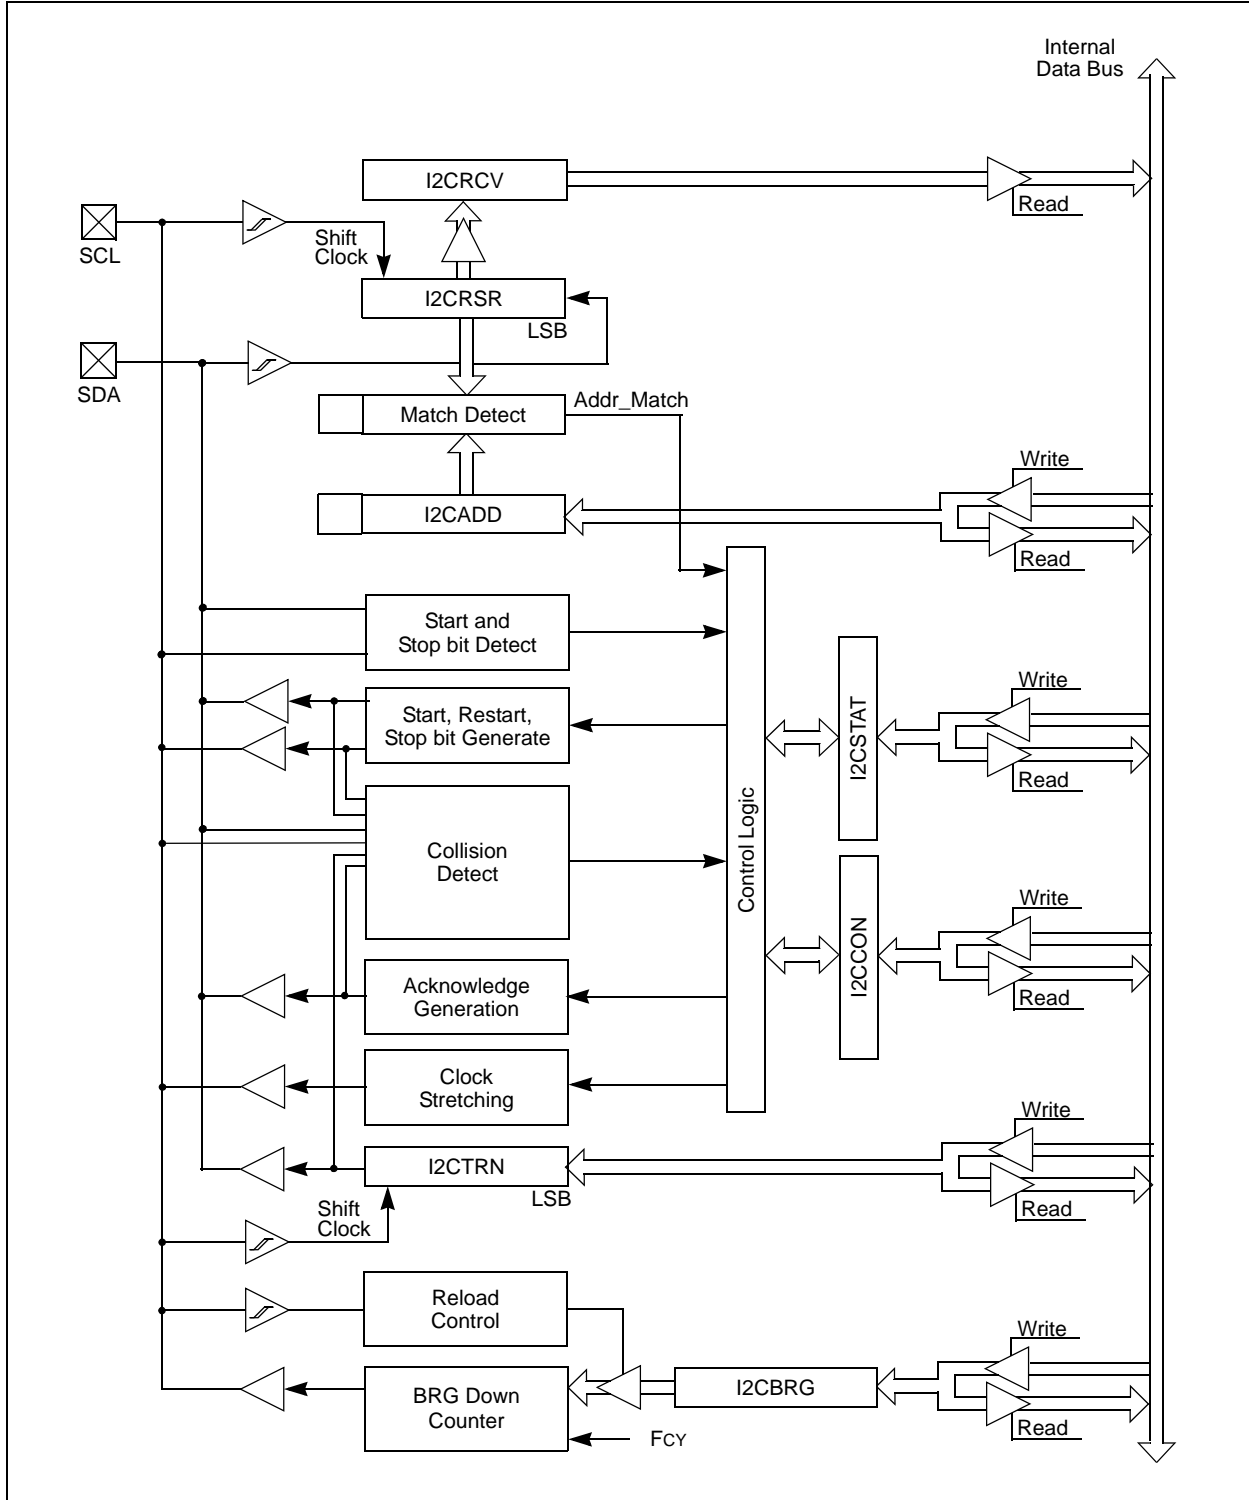 Internal
Data Bus
I2CRCV
Read
SCL
Shift
Clock
I2CRSR
LSB
SDA
Match Detect
Addr_Match
Write
I2CADD
Read
Start and
Stop bit Detect
Start, Restart,
Stop bit Generate
Write
I2CSTAT
Read
Control Logic
Collision
Detect
Write
I2CCON
Read
Acknowledge
Generation
Clock
Stretching
Write
I2CTRN
LSB
Read
Shift
Clock
Reload
Control
Write
I2CBRG
BRG Down
Counter
Read
FCY